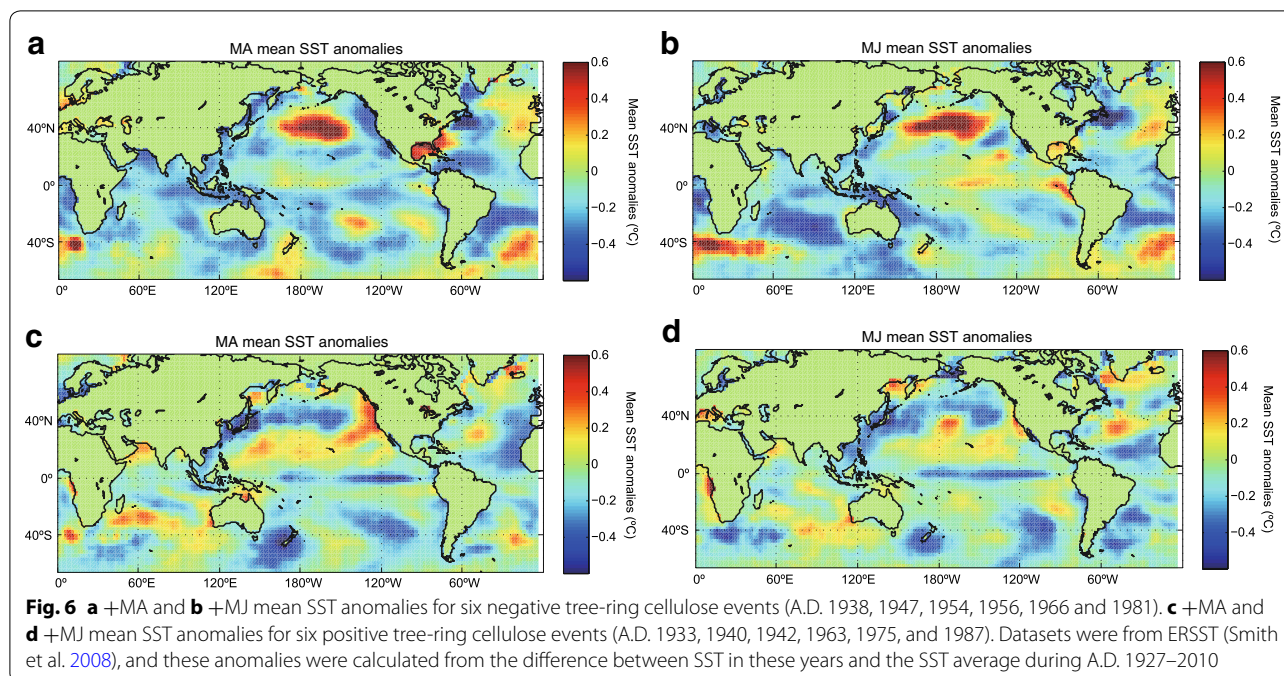 a
MA mean SST anomalies
40°N
0°
40°S
0°
60°E
120°E
180°W
120°W
60°W
0.6
0.4
0.2
0
−0.2
−0.4
Mean SST anomalies (ºC)
b
MJ mean SST anomalies
40°N
0°
40°S
0°
60°E
120°E
180°W
120°W
60°W
0.6
0.4
0.2
0
−0.2
−0.4
Mean SST anomalies (ºC)
c
MA mean SST anomalies
40°N
0°
40°S
0°
60°E
120°E
180°W
120°W
60°W
0.6
0.4
0.2
0
−0.2
−0.4
Mean SST anomalies (ºC)
d
MJ mean SST anomalies
40°N
0°
40°S
0°
60°E
120°E
180°W
120°W
60°W
0.6
0.4
0.2
0
−0.2
−0.4
Mean SST anomalies (ºC)
Fig. 6 a +MA and b +MJ mean SST anomalies for six negative tree-ring cellulose events (A.D. 1938, 1947, 1954, 1956, 1966 and 1981). c +MA and
d +MJ mean SST anomalies for six positive tree-ring cellulose events (A.D. 1933, 1940, 1942, 1963, 1975, and 1987). Datasets were from ERSST (Smith
et al. 2008), and these anomalies were calculated from the difference between SST in these years and the SST average during A.D. 1927–2010